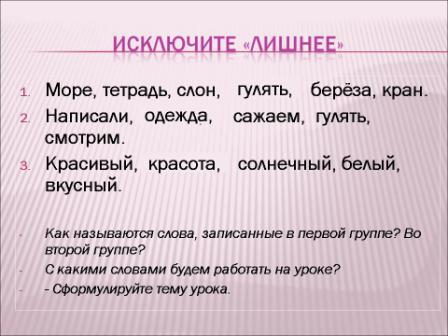 ИСКЛЮЧИТЕ «ЛИШНЕЕ»
1. Море, тетрадь, слон, гулять, берёза, кран.
2. Написали, одежда, сажаем, гулять,
смотрим.
3. Красивый, красота, солнечный, белый,
вкусный.
- Как называются слова, записанные в первой группе? Во
второй группе?
- С какими словами будем работать на уроке?
- - Сформулируйте тему урока.